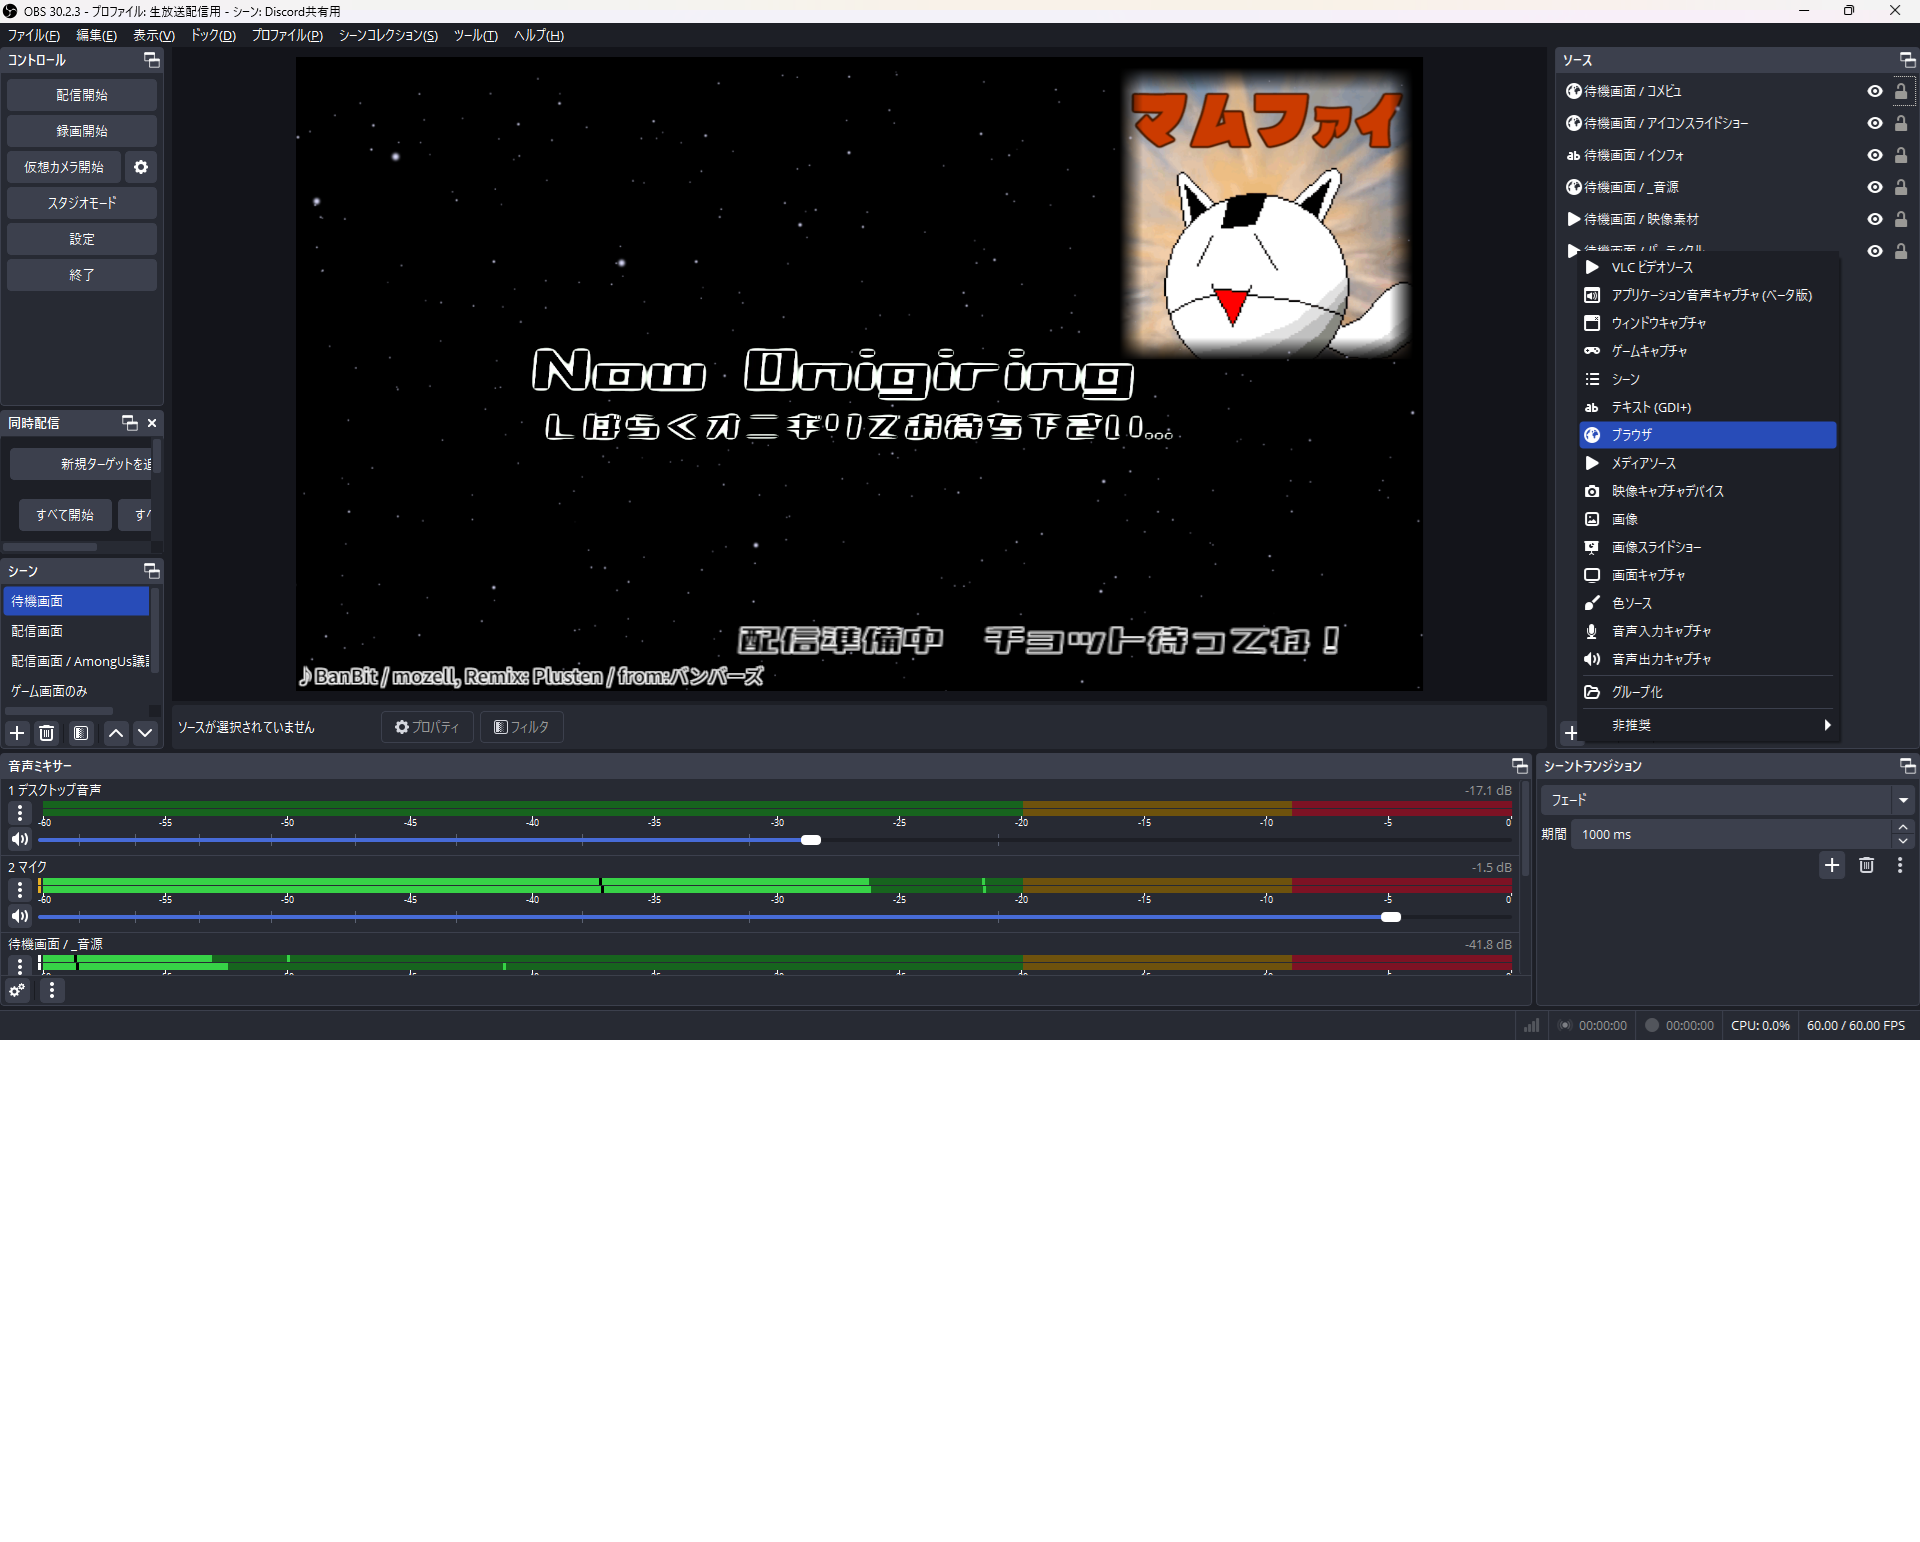 OBS 30.2.3 - プロファイル: 生放送配信用 - シーン: Discord共有用
ファイル(F) 編集(E) 表示(V) ドック(D) プロファイル(P) シーンコレクション(S) ツール(T) ヘルプ(H)
コントロール
配信開始
録画開始
仮想カメラ開始
スタジオモード
設定
終了
同時配信
新規ターゲットを追
すべて開始 すべ
シーン
待機画面
配信画面
配信画面 / AmongUs議
ゲーム画面のみ
マムファイ
Now Onigiring
しばらくオニギリてお待ち下さい...
配信準備中 チョット待ってね！
♪BanBit / mozell, Remix: Plusten / from:バンバーズ
ソースが選択されていません プロパティ フィルタ
ソース
待機画面 / コメビュ
待機画面 / アイコンスライドショー
待機画面 / インフォ
待機画面 / _音源
待機画面 / 映像素材
待機画面 / パーティクル
VLC ビデオソース
アプリケーション音声キャプチャ (ベータ版)
ウィンドウキャプチャ
ゲームキャプチャ
シーン
テキスト (GDI+)
ブラウザ
メディアソース
映像キャプチャデバイス
画像
画像スライドショー
画面キャプチャ
色ソース
音声入力キャプチャ
音声出力キャプチャ
グループ化
非推奨
音声ミキサー
1 デスクトップ音声 -17.1 dB
-60 -55 -50 -45 -40 -35 -30 -25 -20 -15 -10 -5 0
2 マイク -1.5 dB
-60 -55 -50 -45 -40 -35 -30 -25 -20 -15 -10 -5 0
待機画面 / _音源 -41.8 dB
シーントランジション
フェード
期間 1000 ms
00:00:00 00:00:00 CPU: 0.0% 60.00 / 60.00 FPS